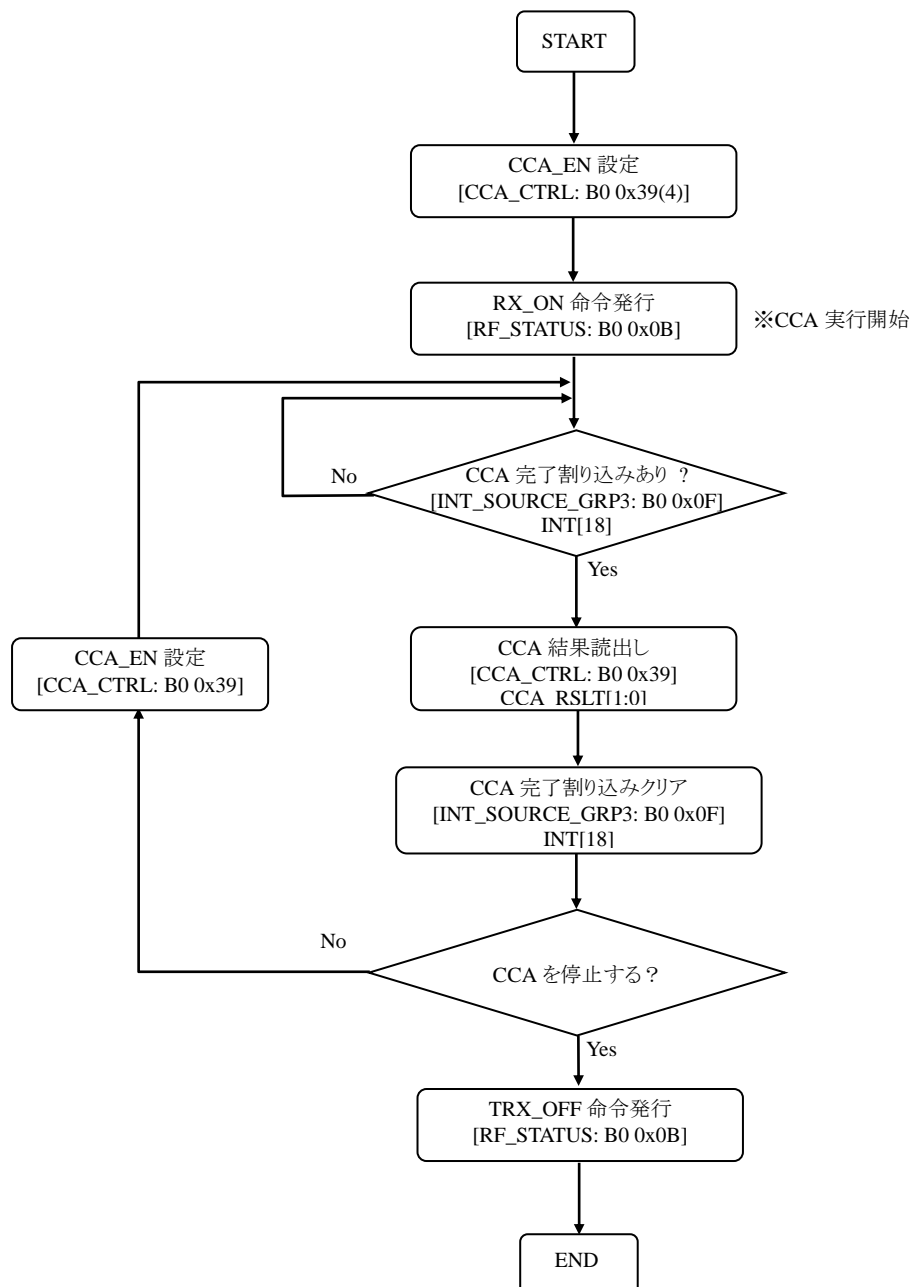 START
CCA_EN 設定
[CCA_CTRL: B0 0x39(4)]
RX_ON 命令発行
[RF_STATUS: B0 0x0B]
※CCA 実行開始
No
CCA 完了割り込みあり ?
[INT_SOURCE_GRP3: B0 0x0F]
INT[18]
Yes
CCA_EN 設定
[CCA_CTRL: B0 0x39]
CCA 結果読出し
[CCA_CTRL: B0 0x39]
CCA_RSLT[1:0]
CCA 完了割り込みクリア
[INT_SOURCE_GRP3: B0 0x0F]
INT[18]
No
CCA を停止する?
Yes
TRX_OFF 命令発行
[RF_STATUS: B0 0x0B]
END